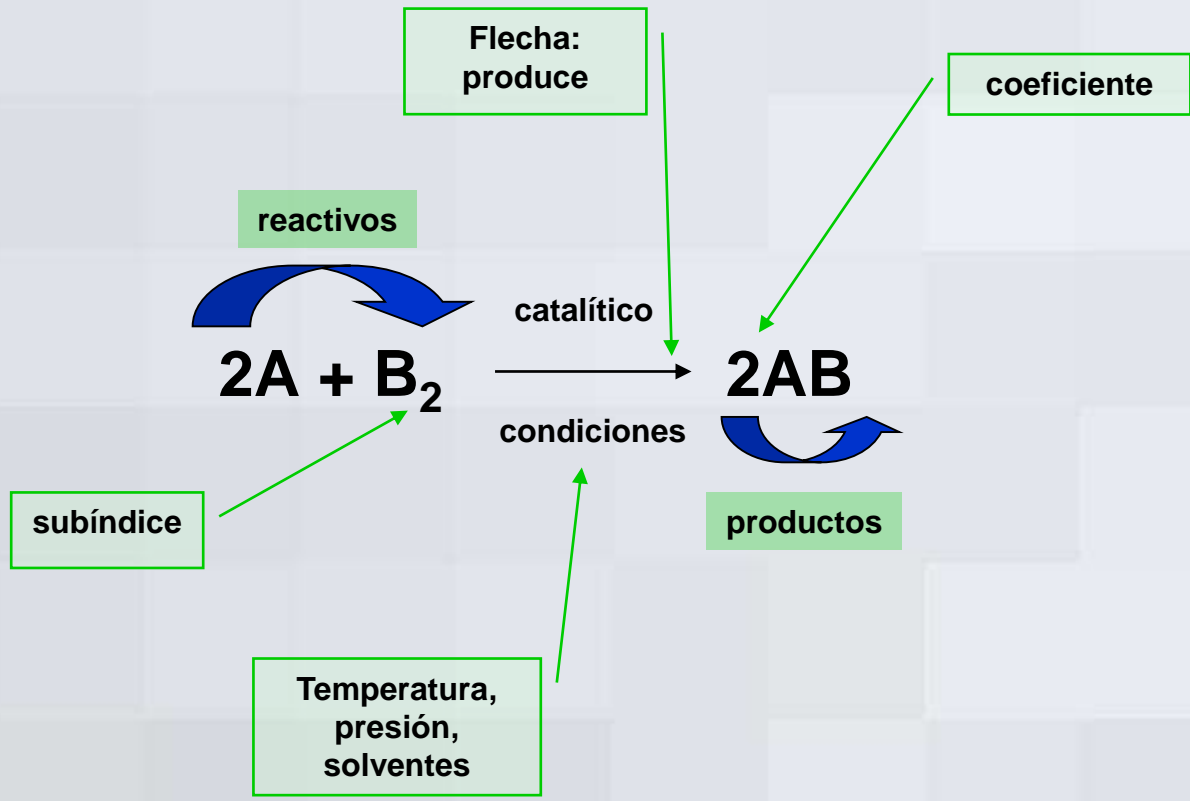 Flecha:
produce
coeficiente
reactivos
catalítico
2A + B₂ 2AB
condiciones
subíndice
productos
Temperatura,
presión,
solventes